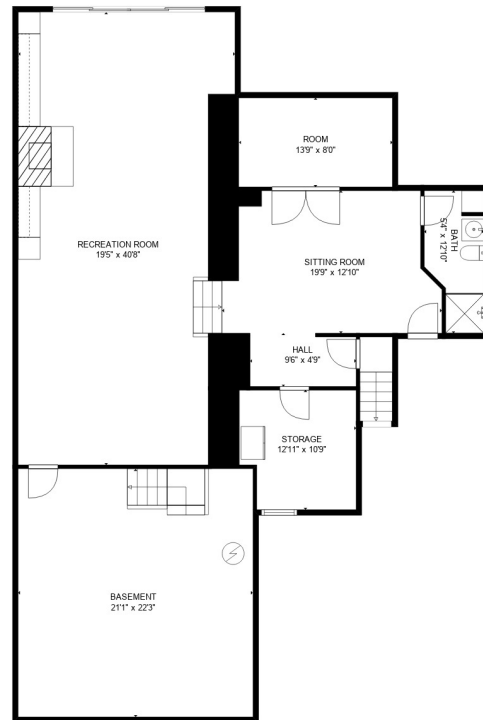 ROOM
13'9" x 8'0"
RECREATION ROOM
19'5" x 40'8"
SITTING ROOM
19'9" x 12'10"
BATH
5'4" x 12'10"
HALL
9'6" x 4'9"
STORAGE
12'11" x 10'9"
BASEMENT
21'1" x 22'3"